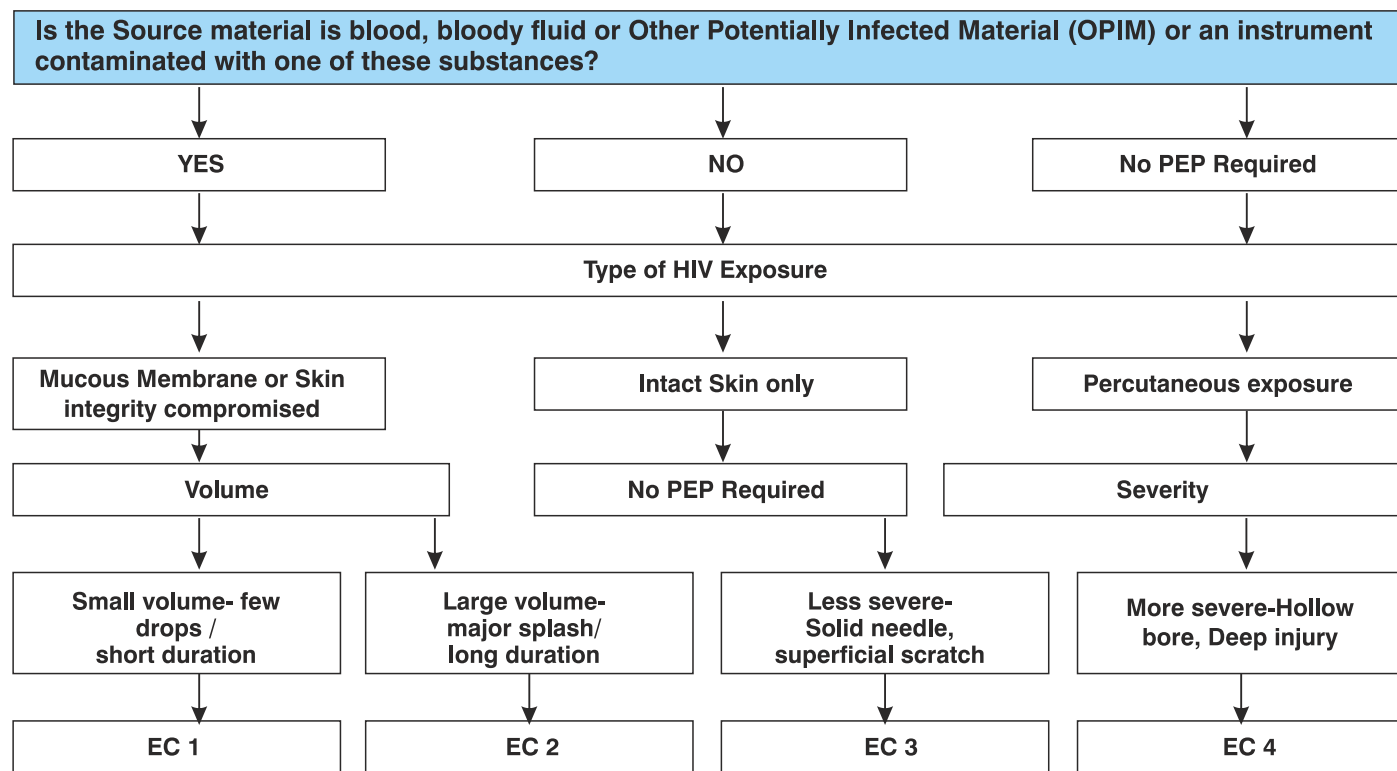 Is the Source material is blood, bloody fluid or Other Potentially Infected Material (OPIM) or an instrument
contaminated with one of these substances?
YES
NO
No PEP Required
Type of HIV Exposure
Mucous Membrane or Skin
integrity compromised
Intact Skin only
Percutaneous exposure
Volume
No PEP Required
Severity
Small volume- few
drops /
short duration
Large volume-
major splash/
long duration
Less severe-
Solid needle,
superficial scratch
More severe-Hollow
bore, Deep injury
EC 1
EC 2
EC 3
EC 4